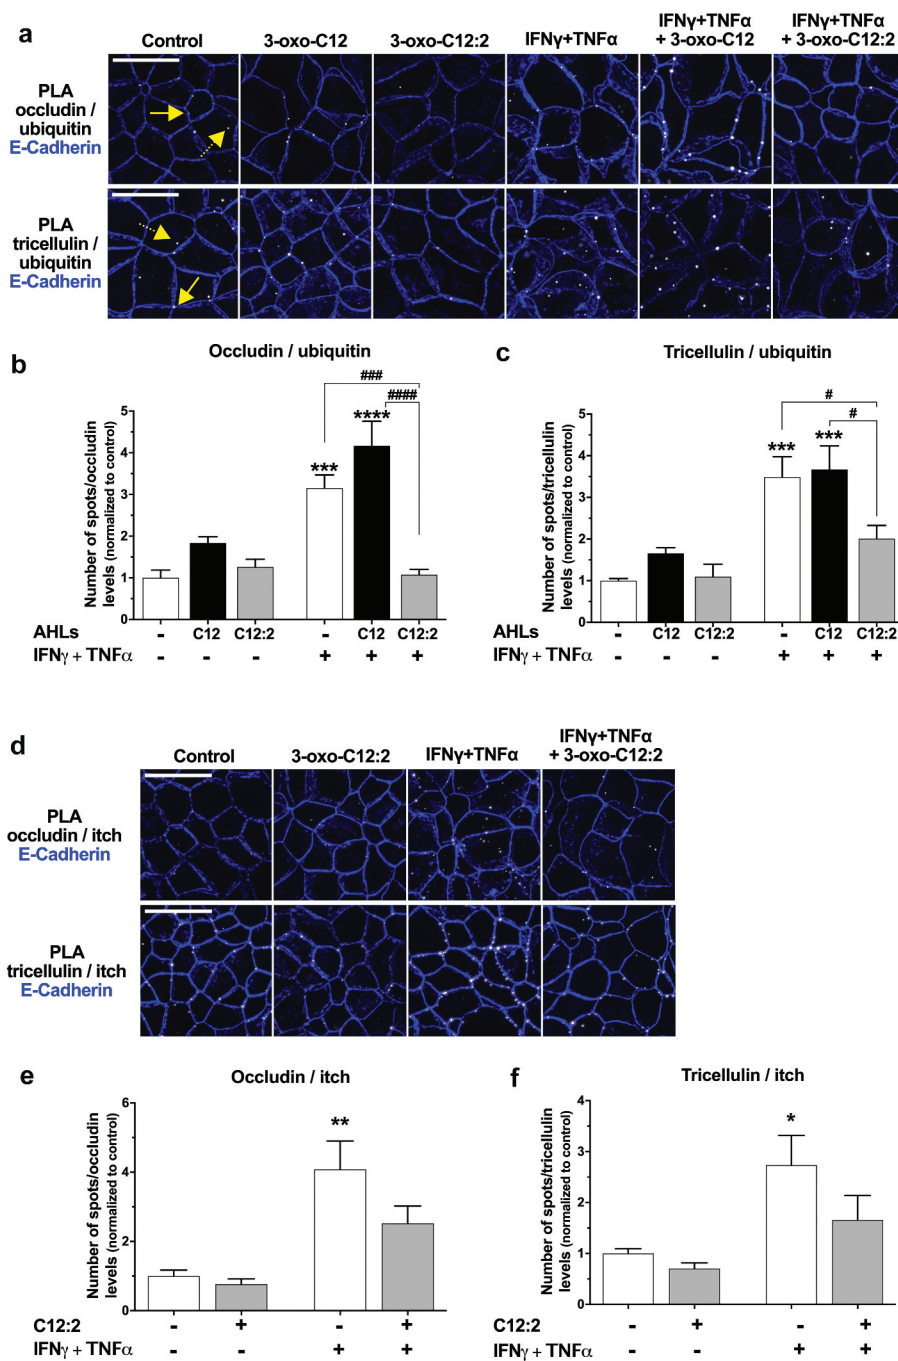 a
Control
3-oxo-C12
3-oxo-C12:2
IFNγ+TNFα
IFNγ+TNFα
+ 3-oxo-C12
IFNγ+TNFα
+ 3-oxo-C12:2
PLA
occludin /
ubiquitin
E-Cadherin
PLA
tricellulin /
ubiquitin
E-Cadherin
b
Occludin / ubiquitin
Number of spots/occludin
levels (normalized to control)
5
4
3
2
1
0
***
****
###
####
AHLs
- C12 C12:2 - C12 C12:2
IFNγ + TNFα
- - - + + +
c
Tricellulin / ubiquitin
Number of spots/tricellulin
levels (normalized to control)
5
4
3
2
1
0
***
***
#
#
AHLs
- C12 C12:2 - C12 C12:2
IFNγ + TNFα
- - - + + +
d
Control
3-oxo-C12:2
IFNγ+TNFα
IFNγ+TNFα
+ 3-oxo-C12:2
PLA
occludin / itch
E-Cadherin
PLA
tricellulin / itch
E-Cadherin
e
Occludin / itch
Number of spots/occludin
levels (normalized to control)
6
4
2
0
**
C12:2
- + - +
IFNγ + TNFα
- - + +
f
Tricellulin / itch
Number of spots/tricellulin
levels (normalized to control)
4
3
2
1
0
*
C12:2
- + - +
IFNγ + TNFα
- - + +